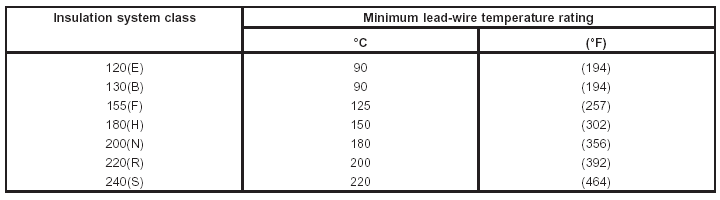 Insulation system class Minimum lead-wire temperature rating
°C (°F)
120(E) 90 (194)
130(B) 90 (194)
155(F) 125 (257)
180(H) 150 (302)
200(N) 180 (356)
220(R) 200 (392)
240(S) 220 (464)